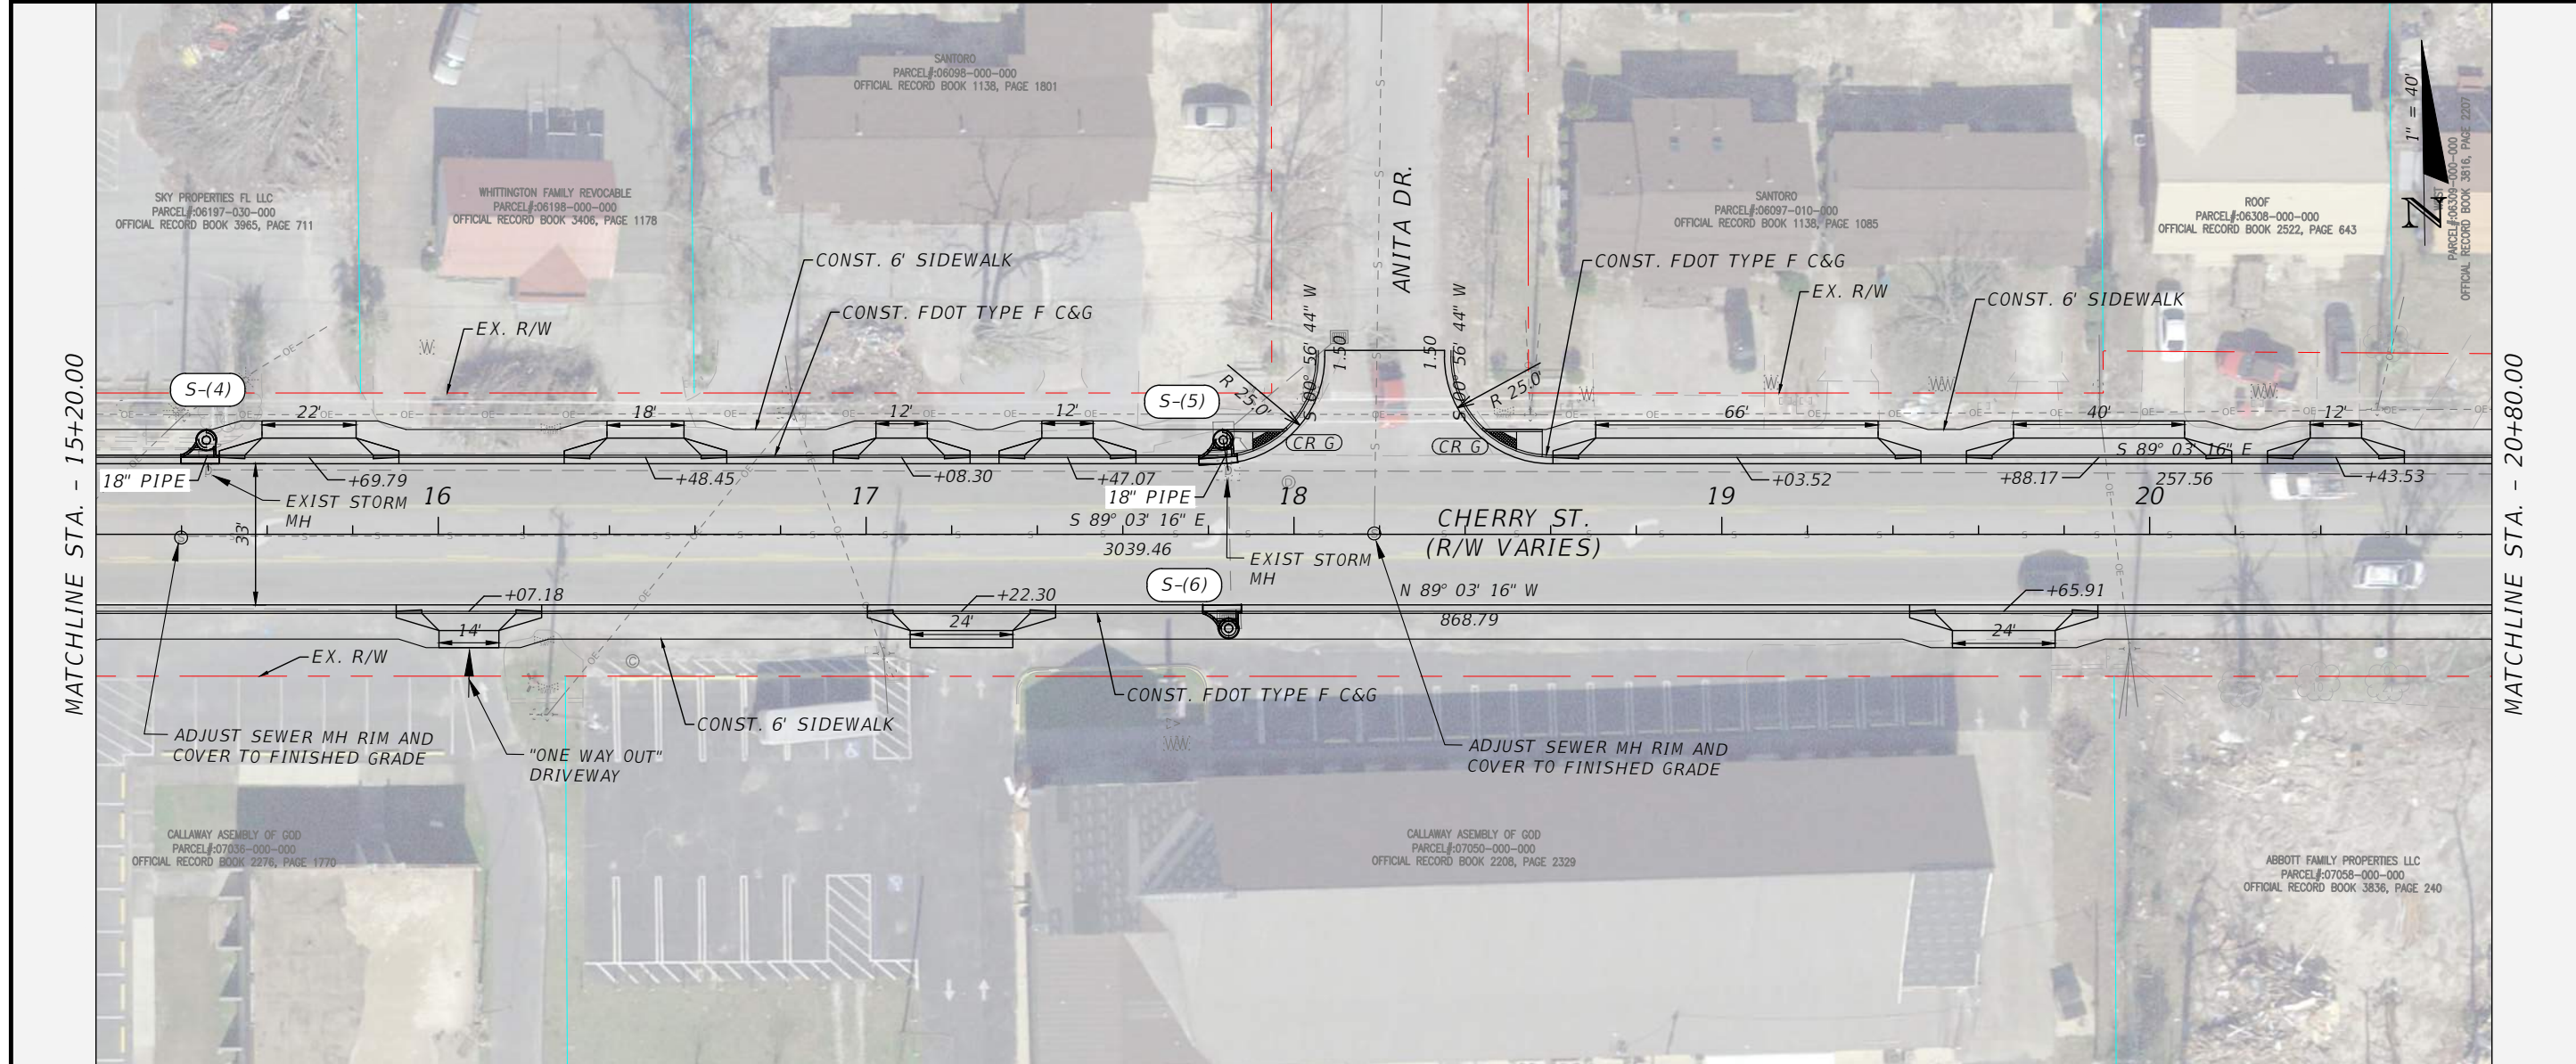 SANTORO
PARCEL#:06098-000-000
OFFICIAL RECORD BOOK 1138, PAGE 1801
SKY PROPERTIES FL LLC
PARCEL#:06197-030-000
OFFICIAL RECORD BOOK 3965, PAGE 711
WHITTINGTON FAMILY REVOCABLE
PARCEL#:06198-000-000
OFFICIAL RECORD BOOK 3406, PAGE 1178
SANTORO
PARCEL#:06097-010-000
OFFICIAL RECORD BOOK 1138, PAGE 1085
ROOF
PARCEL#:06308-000-000
OFFICIAL RECORD BOOK 2522, PAGE 643
PARCEL#:06309-000-000
OFFICIAL RECORD BOOK 3816, PAGE 2207
1" = 40'
N
ANITA DR.
CONST. 6' SIDEWALK
CONST. FDOT TYPE F C&G
EX. R/W
CONST. FDOT TYPE F C&G
EX. R/W
CONST. 6' SIDEWALK
S 00° 56' 44" W
1.50
1.50
S 00° 56' 44" W
R 25.0'
R 25.0'
CR G
CR G
S-(4)
S-(5)
22'
18'
12'
12'
66'
40'
12'
18" PIPE
+69.79
+48.45
+08.30
+47.07
18" PIPE
+03.52
+88.17
S 89° 03' 16" E
257.56
+43.53
EXIST STORM
MH
16
17
18
19
20
33'
S 89° 03' 16" E
3039.46
CHERRY ST.
(R/W VARIES)
EXIST STORM
MH
S-(6)
N 89° 03' 16" W
868.79
+07.18
+22.30
+65.91
14'
24'
24'
EX. R/W
CONST. FDOT TYPE F C&G
CONST. 6' SIDEWALK
ADJUST SEWER MH RIM AND
COVER TO FINISHED GRADE
"ONE WAY OUT"
DRIVEWAY
ADJUST SEWER MH RIM AND
COVER TO FINISHED GRADE
CALLAWAY ASEMBLY OF GOD
PARCEL#:07036-000-000
OFFICIAL RECORD BOOK 2276, PAGE 1770
CALLAWAY ASEMBLY OF GOD
PARCEL#:07050-000-000
OFFICIAL RECORD BOOK 2208, PAGE 2329
ABBOTT FAMILY PROPERTIES LLC
PARCEL#:07058-000-000
OFFICIAL RECORD BOOK 3836, PAGE 240
MATCHLINE STA. - 15+20.00
MATCHLINE STA. - 20+80.00